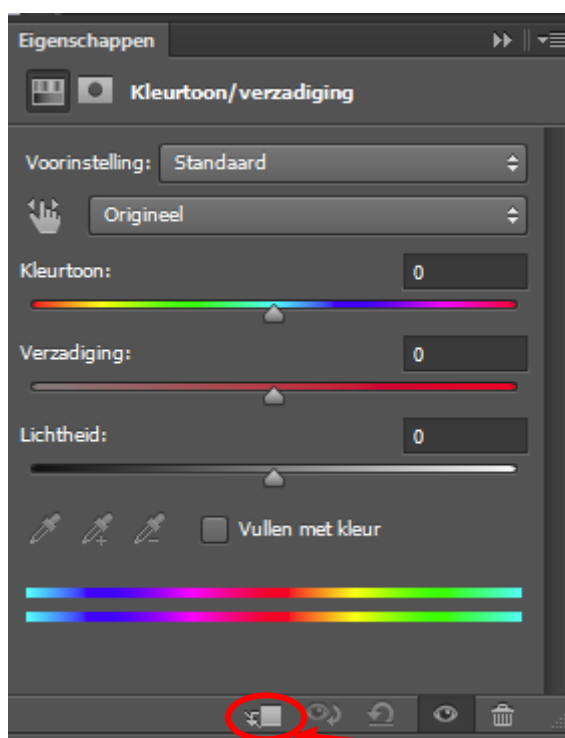 Eigenschappen
Kleurtoon/verzadiging
Voorinstelling: Standaard
Origineel
Kleurtoon: 0
Verzadiging: 0
Lichtheid: 0
Vullen met kleur